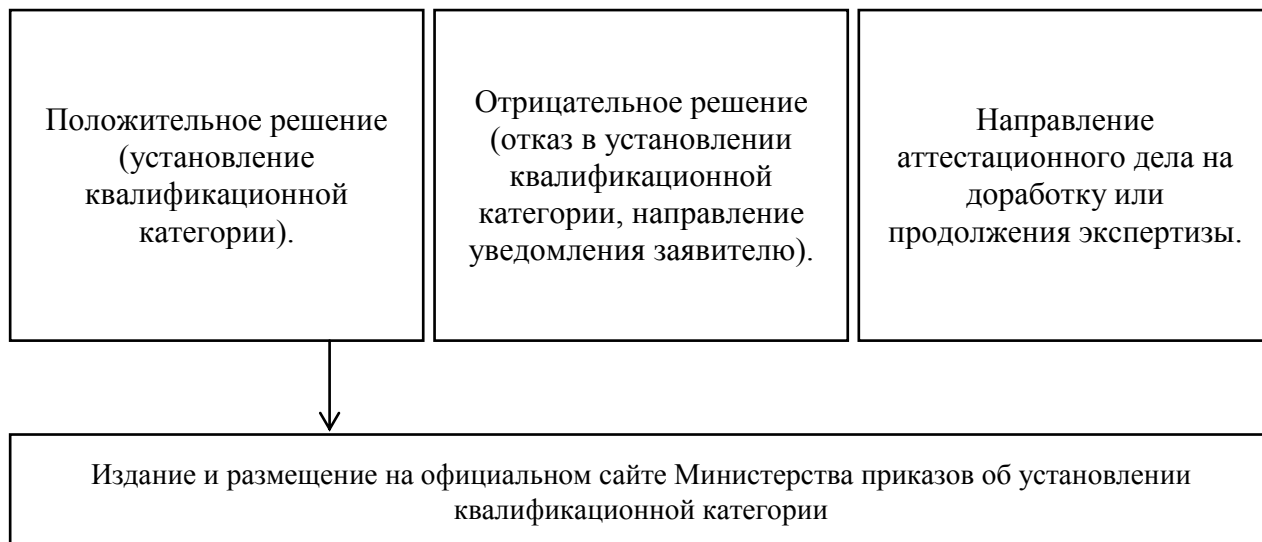 Положительное решение
(установление
квалификационной
категории).
Отрицательное решение
(отказ в установлении
квалификационной
категории, направление
уведомления заявителю).
Направление
аттестационного дела на
доработку или
продолжения экспертизы.
Издание и размещение на официальном сайте Министерства приказов об установлении
квалификационной категории